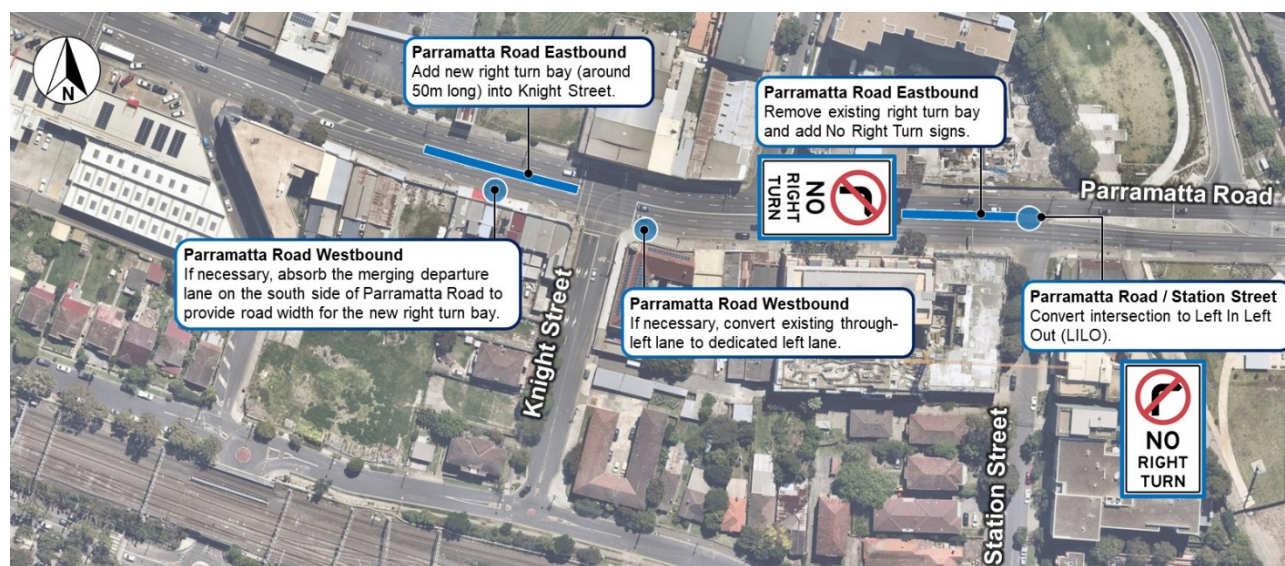 N
Parramatta Road Eastbound
Add new right turn bay (around
50m long) into Knight Street.
Parramatta Road Eastbound
Remove existing right turn bay
and add No Right Turn signs.
NO
RIGHT
TURN
Parramatta Road
Parramatta Road Westbound
If necessary, absorb the merging departure
lane on the south side of Parramatta Road to
provide road width for the new right turn bay.
Knight Street
Parramatta Road Westbound
If necessary, convert existing through-
left lane to dedicated left lane.
Parramatta Road / Station Street
Convert intersection to Left In Left
Out (LILO).
Station Street
NO
RIGHT
TURN